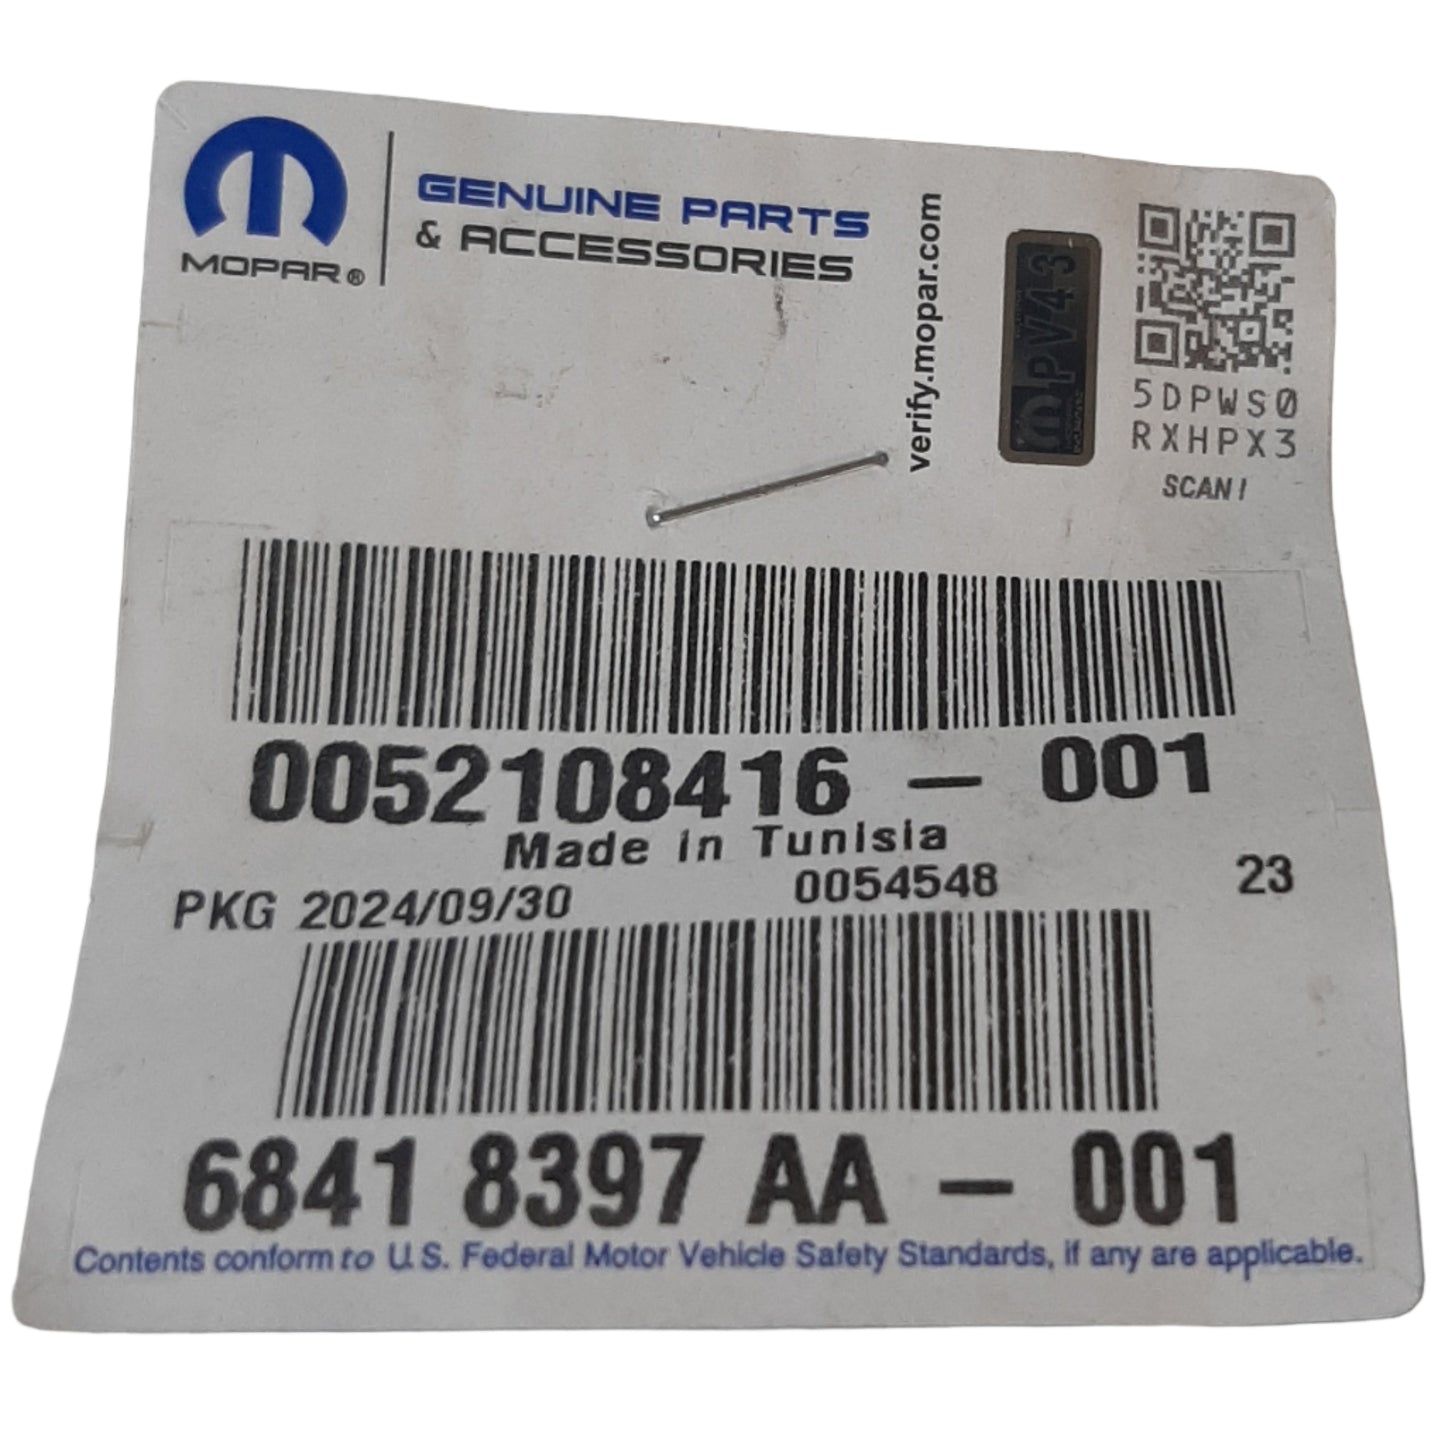 MOPAR®
GENUINE PARTS
& ACCESSORIES
verify.mopar.com
PV43
5DPWS0
RXHPX3
SCAN!
0052108416 - 001
Made in Tunisia
PKG 2024/09/30 0054548 23
6841 8397 AA - 001
Contents conform to U.S. Federal Motor Vehicle Safety Standards, if any are applicable.